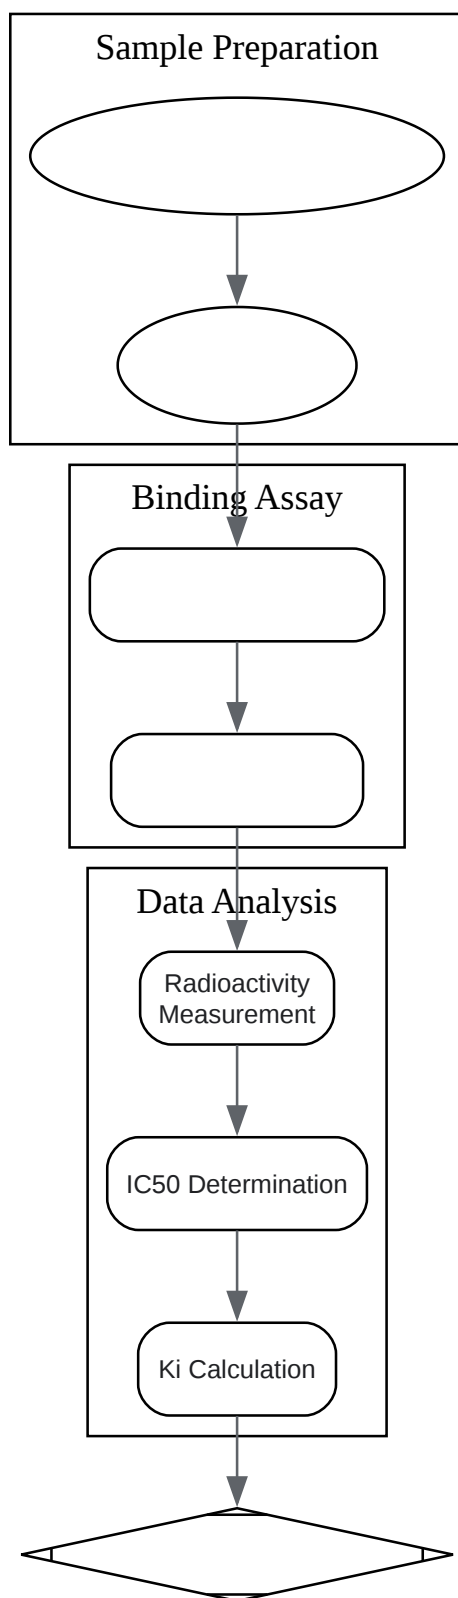 Sample Preparation
Binding Assay
Data Analysis
Radioactivity
Measurement
IC50 Determination
Ki Calculation